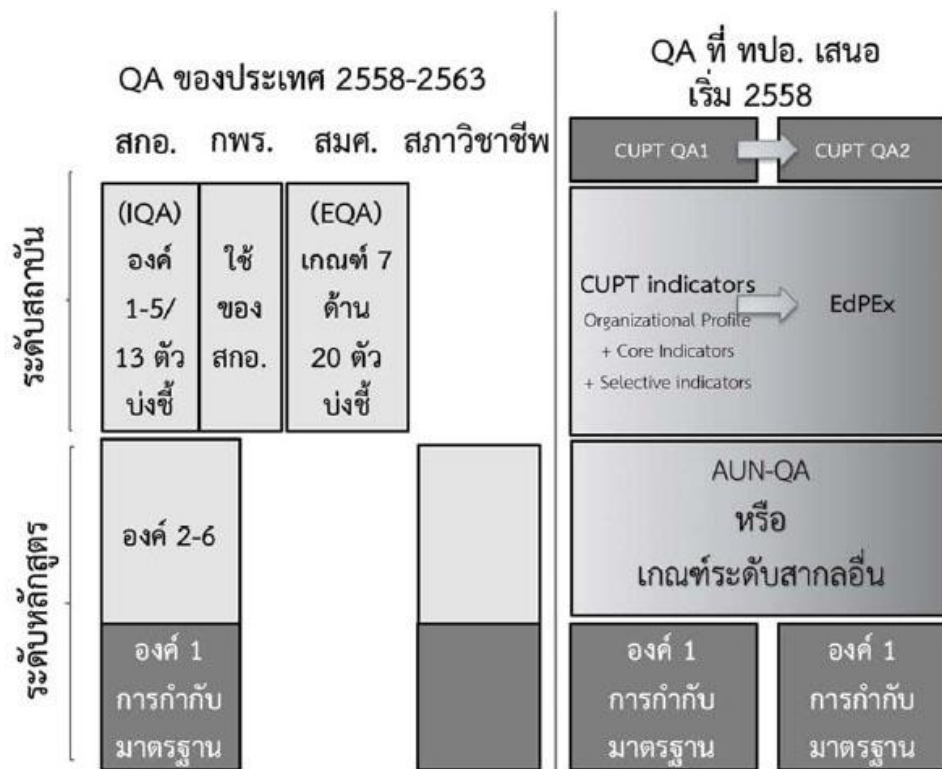 QA ของประเทศ 2558-2563
สกอ. กพร. สมศ. สภาวิชาชีพ
ระดับสถาบัน
(IQA)
องค์
1-5/
13 ตัว
บ่งชี้
ใช้
ของ
สกอ.
(EQA)
เกณฑ์ 7
ด้าน
20 ตัว
บ่งชี้
ระดับหลักสูตร
องค์ 2-6
องค์ 1
การกำกับ
มาตรฐาน
QA ที่ ทปอ. เสนอ
เริ่ม 2558
CUPT QA1
CUPT QA2
CUPT indicators
Organizational Profile
+ Core Indicators
+ Selective indicators
EdPEx
AUN-QA
หรือ
เกณฑ์ระดับสากลอื่น
องค์ 1
การกำกับ
มาตรฐาน
องค์ 1
การกำกับ
มาตรฐาน